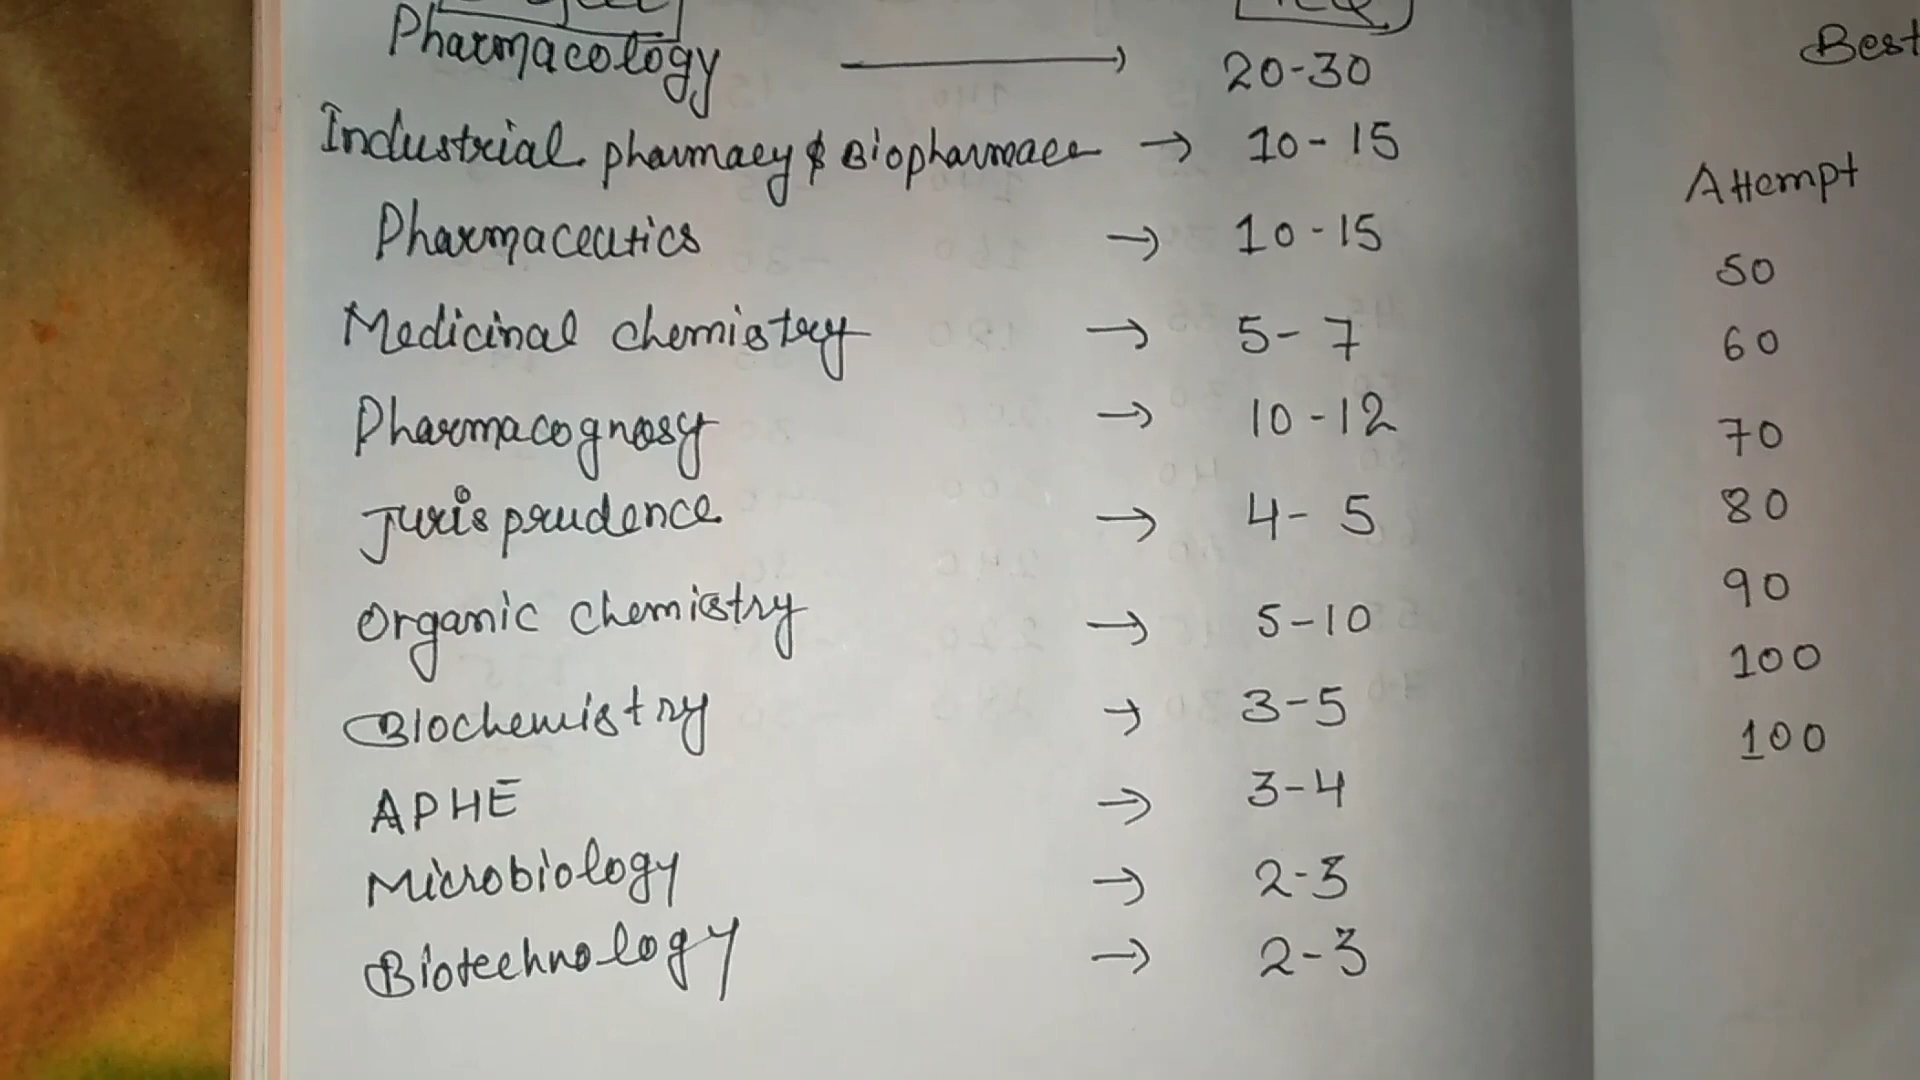 Pharmacology → 20-30
Industrial pharmacy & Biopharmace → 10-15
Pharmaceutics → 10-15
Medicinal chemistry → 5-7
Pharmacognosy → 10-12
Jurisprudence → 4-5
Organic chemistry → 5-10
Biochemistry → 3-5
APHE → 3-4
Microbiology → 2-3
Biotechnology → 2-3
Best
Attempt
50
60
70
80
90
100
100